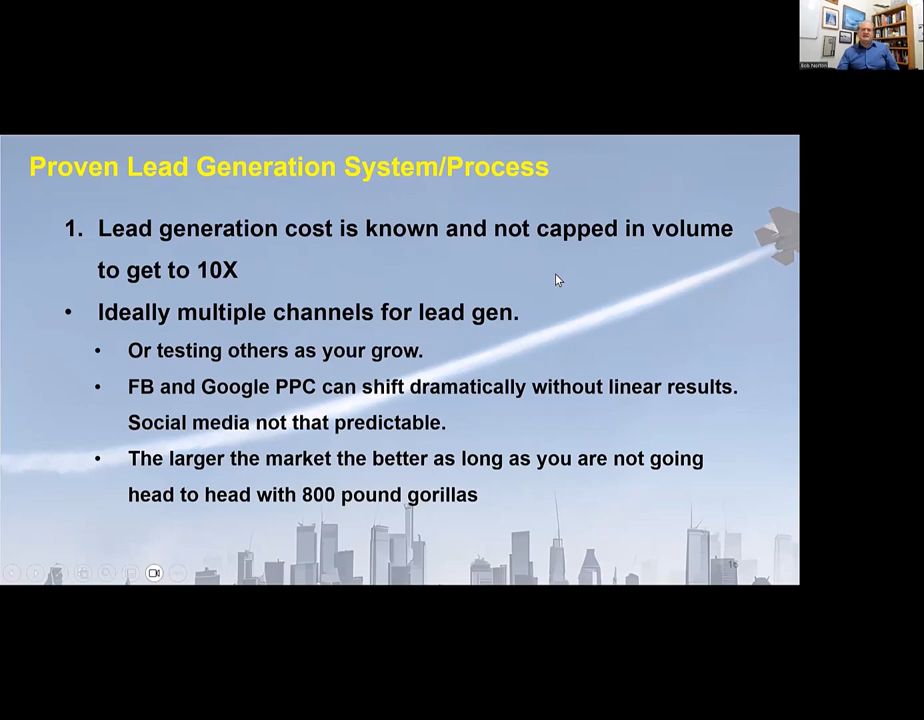 Bob Norton
Proven Lead Generation System/Process
1. Lead generation cost is known and not capped in volume
to get to 10X
• Ideally multiple channels for lead gen.
• Or testing others as your grow.
• FB and Google PPC can shift dramatically without linear results.
Social media not that predictable.
• The larger the market the better as long as you are not going
head to head with 800 pound gorillas
16